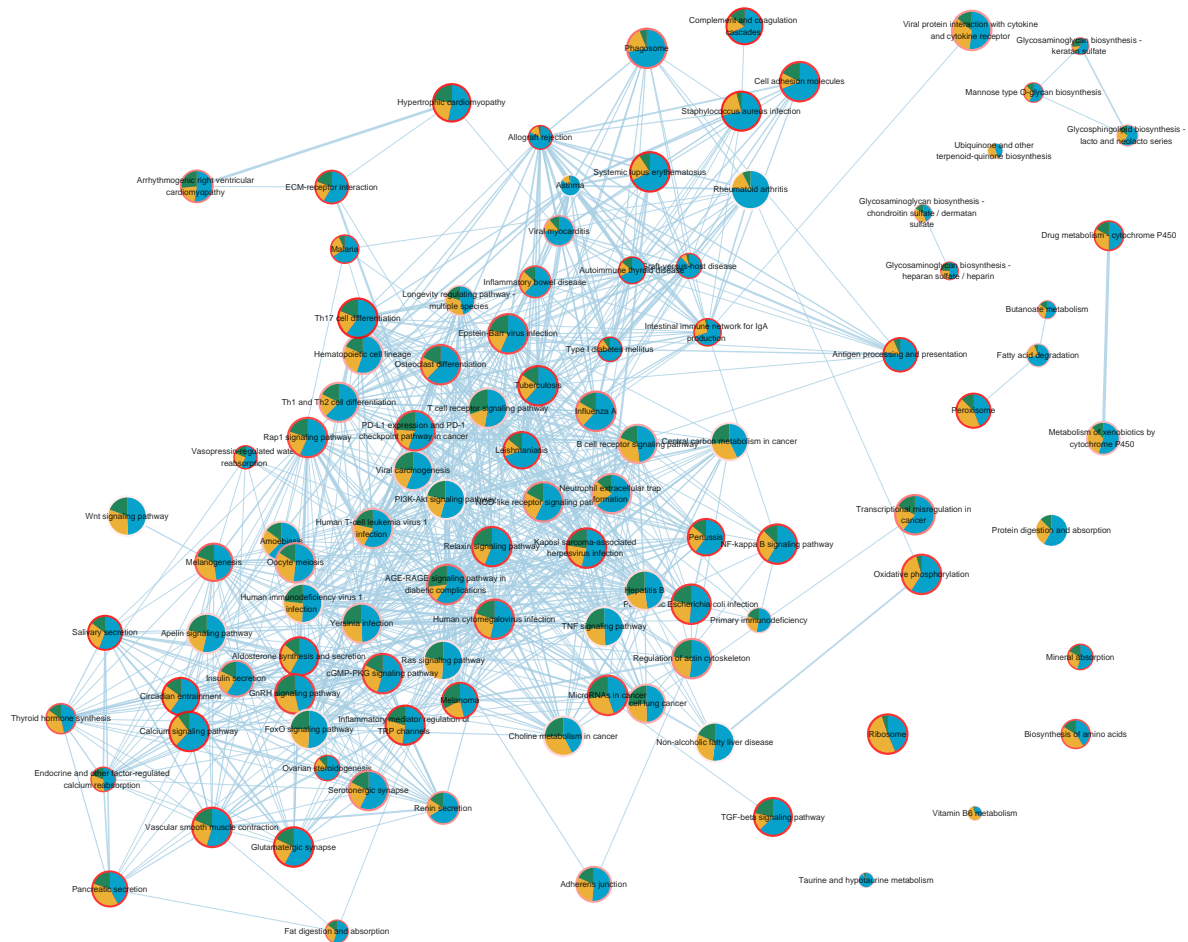 Complement and coagulation
cascades
Viral protein interaction with cytokine
and cytokine receptor
Glycosaminoglycan biosynthesis -
keratan sulfate
Phagosome
Cell adhesion molecules
Mannose type O-glycan biosynthesis
Hypertrophic cardiomyopathy
Staphylococcus aureus infection
Glycosphingolipid biosynthesis -
lacto and neolacto series
Allograft rejection
Ubiquinone and other
terpenoid-quinone biosynthesis
Systemic lupus erythematosus
Arrhythmogenic right ventricular
cardiomyopathy
ECM-receptor interaction
Asthma
Rheumatoid arthritis
Glycosaminoglycan biosynthesis -
chondroitin sulfate / dermatan
sulfate
Viral myocarditis
Drug metabolism - cytochrome P450
Malaria
Autoimmune thyroid disease
Graft-versus-host disease
Glycosaminoglycan biosynthesis -
heparan sulfate / heparin
Inflammatory bowel disease
Longevity regulating pathway -
multiple species
Butanoate metabolism
Th17 cell differentiation
Epstein-Barr virus infection
Intestinal immune network for IgA
production
Type I diabetes mellitus
Hematopoietic cell lineage
Antigen processing and presentation
Fatty acid degradation
Osteoclast differentiation
Tuberculosis
Th1 and Th2 cell differentiation
T cell receptor signaling pathway
Influenza A
Peroxisome
PD-L1 expression and PD-1
checkpoint pathway in cancer
Rap1 signaling pathway
B cell receptor signaling pathway
Central carbon metabolism in cancer
Metabolism of xenobiotics by
cytochrome P450
Vasopressin-regulated water
reabsorption
Leishmaniasis
Viral carcinogenesis
PI3K-Akt signaling pathway
NOD-like receptor signaling pathway
Neutrophil extracellular trap
formation
Wnt signaling pathway
Human T-cell leukemia virus 1
infection
Transcriptional misregulation in
cancer
Protein digestion and absorption
Amoebiasis
Relaxin signaling pathway
Kaposi sarcoma-associated
herpesvirus infection
Pertussis
NF-kappa B signaling pathway
Melanogenesis
Oocyte meiosis
Oxidative phosphorylation
AGE-RAGE signaling pathway in
diabetic complications
Hepatitis B
Escherichia coli infection
Human immunodeficiency virus 1
infection
Yersinia infection
Human cytomegalovirus infection
TNF signaling pathway
Primary immunodeficiency
Salivary secretion
Apelin signaling pathway
Aldosterone synthesis and secretion
Ras signaling pathway
Regulation of actin cytoskeleton
Mineral absorption
Insulin secretion
cGMP-PKG signaling pathway
Circadian entrainment
GnRH signaling pathway
Melanoma
MicroRNAs in cancer
cell lung cancer
Thyroid hormone synthesis
Calcium signaling pathway
FoxO signaling pathway
Inflammatory mediator regulation of
TRP channels
Choline metabolism in cancer
Non-alcoholic fatty liver disease
Ribosome
Biosynthesis of amino acids
Endocrine and other factor-regulated
calcium reabsorption
Ovarian steroidogenesis
Serotonergic synapse
Renin secretion
Vascular smooth muscle contraction
Glutamatergic synapse
TGF-beta signaling pathway
Vitamin B6 metabolism
Pancreatic secretion
Adherens junction
Taurine and hypotaurine metabolism
Fat digestion and absorption